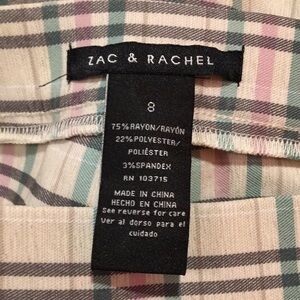 ZAC & RACHEL
8
75%RAYON/RAYÓN
22%POLYESTER/
POLIÉSTER
3%SPANDEX
RN 103715
MADE IN CHINA
HECHO EN CHINA
See reverse for care
Ver al dorso para el
cuidado